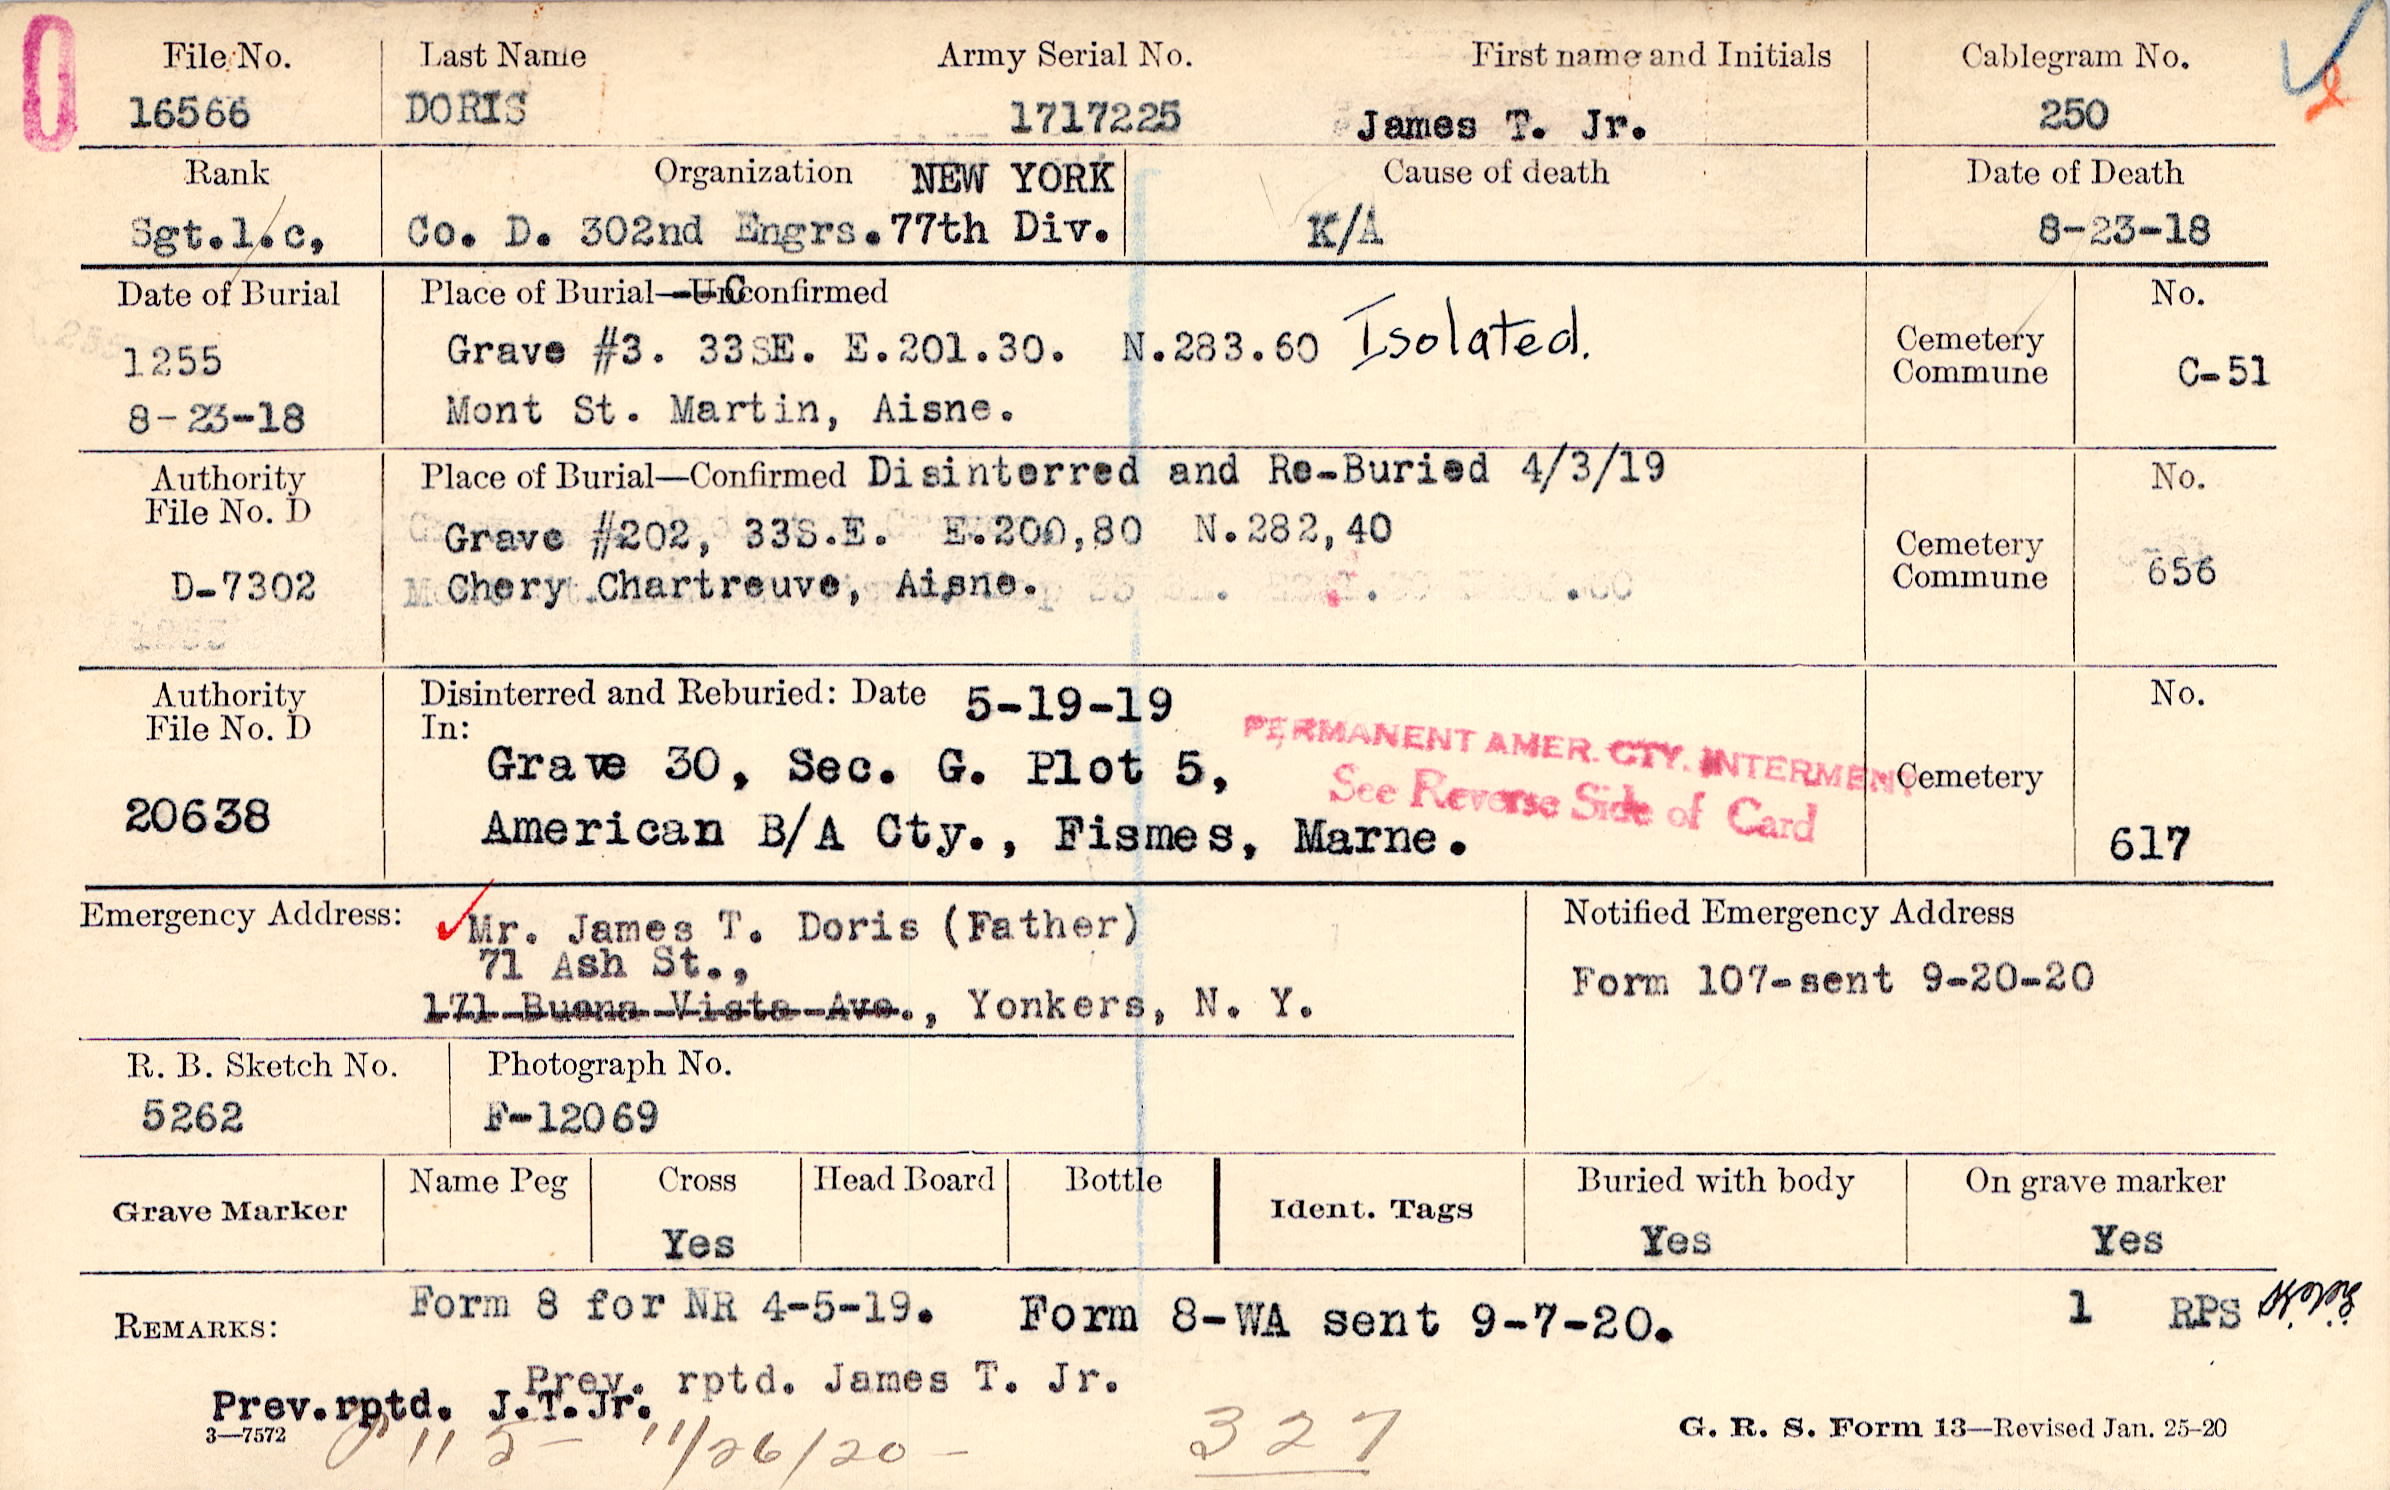 File No. Last Name Army Serial No. First name and Initials Cablegram No.
16566 DORIS 1717225 James T. Jr. 250
Rank Organization NEW YORK Cause of death Date of Death
Sgt.1.c, Co. D. 302nd Engrs.77th Div. K/A 8-23-18
Date of Burial Place of Burial—UnCconfirmed No.
1255 Grave #3. 33SE. E.201.30. N.283.60 Isolated. Cemetery
Commune C-51
8-23-18 Mont St. Martin, Aisne.
Authority Place of Burial—Confirmed Disinterred and Re-Buried 4/3/19 No.
File No. D Grave #202, 33S.E. E.200,80 N.282,40 Cemetery
D-7302 Chery Chartreuve, Aisne. Commune 656
Authority Disinterred and Reburied: Date 5-19-19 No.
File No. D In:
PERMANENT AMER. CTY. INTERMENT
Grave 30, Sec. G. Plot 5, Cemetery
See Reverse Side of Card
20638 American B/A Cty., Fismes, Marne. 617
Emergency Address: Mr. James T. Doris (Father) Notified Emergency Address
71 Ash St., Form 107-sent 9-20-20
171 Buena Vista Ave., Yonkers, N. Y.
R. B. Sketch No. Photograph No.
5262 F-12069
Grave Marker Name Peg Cross Head Board Bottle Ident. Tags Buried with body On grave marker
Yes Yes Yes
REMARKS: Form 8 for NR 4-5-19. Form 8-WA sent 9-7-20. 1 RPS
Prev. rptd. James T. Jr.
Prev.rptd. J.T.Jr.
3—7572 11/26/20- 327 G. R. S. Form 13—Revised Jan. 25-20